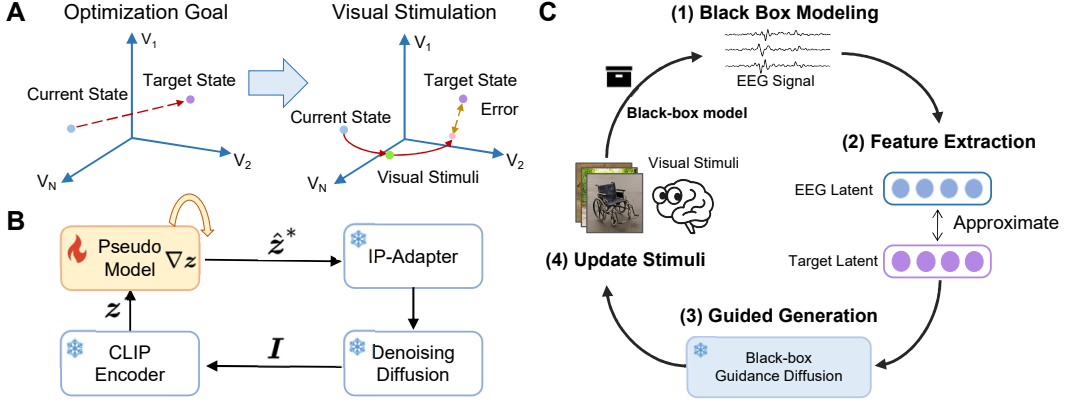 A
Optimization Goal
Visual Stimulation
V1
V2
VN
Current State
Target State
V1
V2
VN
Current State
Target State
Error
Visual Stimuli
B
Pseudo
Model
∇z
ẑ*
IP-Adapter
z
CLIP
Encoder
I
Denoising
Diffusion
C
(1) Black Box Modeling
EEG Signal
Black-box model
Visual Stimuli
(2) Feature Extraction
EEG Latent
Approximate
Target Latent
(3) Guided Generation
Black-box
Guidance Diffusion
(4) Update Stimuli